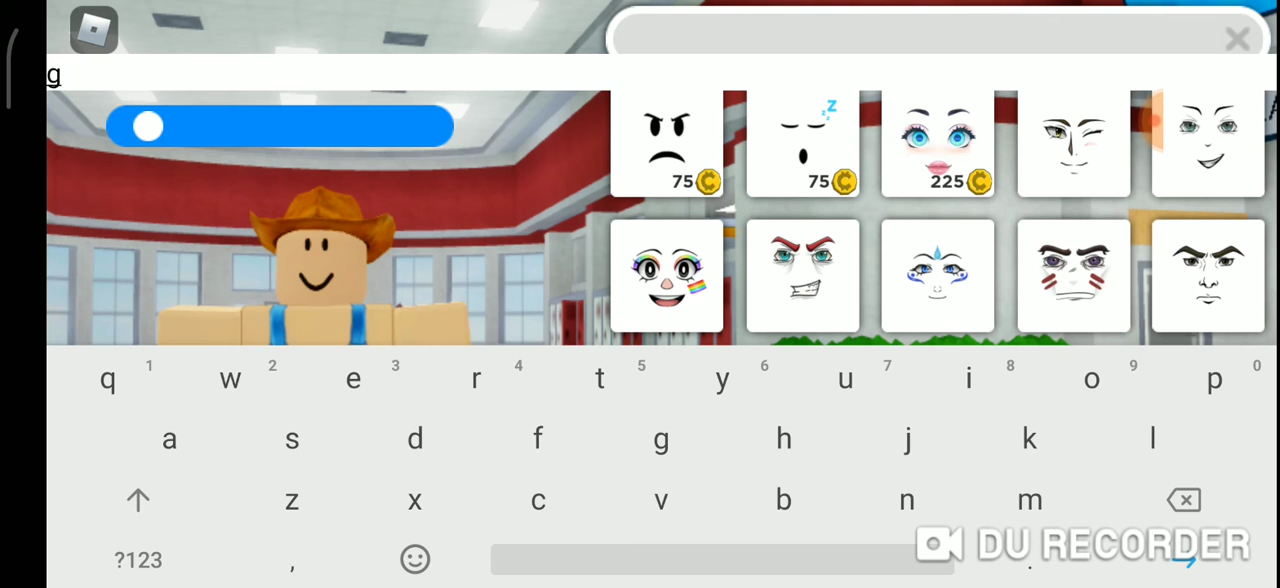 g
Z
z
z
75
75
225
q 1 w 2 e 3 r 4 t 5 y 6 u 7 i 8 o 9 p 0
a s d f g h j k l
z x c v b n m
?123 , .
DU RECORDER